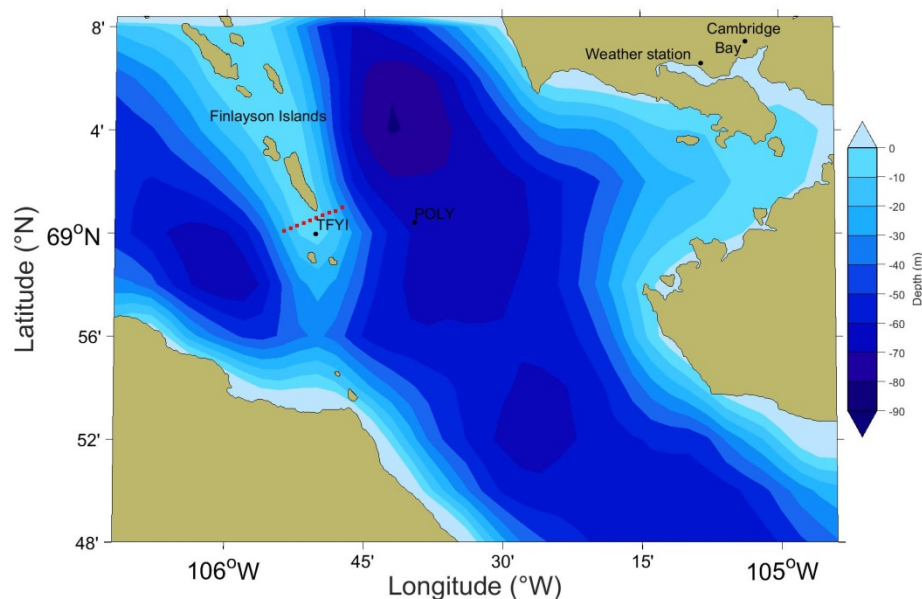 8'
Cambridge
Bay
Weather station
Finlayson Islands
4'
POLY
TFYI
69°N
56'
52'
48'
Latitude (°N)
106°W
45'
30'
15'
105°W
Longitude (°W)
0
-10
-20
-30
-40
-50
-60
-70
-80
-90
Depth (m)